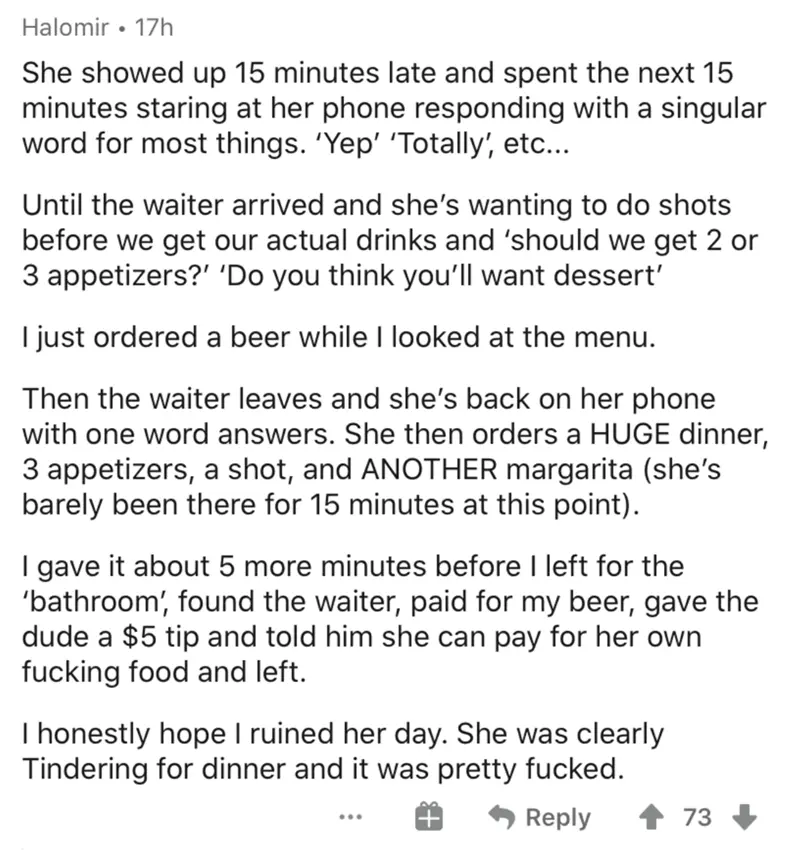 Halomir • 17h
She showed up 15 minutes late and spent the next 15
minutes staring at her phone responding with a singular
word for most things. ‘Yep’ ‘Totally’, etc...
Until the waiter arrived and she’s wanting to do shots
before we get our actual drinks and ‘should we get 2 or
3 appetizers?’ ‘Do you think you’ll want dessert’
I just ordered a beer while I looked at the menu.
Then the waiter leaves and she’s back on her phone
with one word answers. She then orders a HUGE dinner,
3 appetizers, a shot, and ANOTHER margarita (she’s
barely been there for 15 minutes at this point).
I gave it about 5 more minutes before I left for the
‘bathroom’, found the waiter, paid for my beer, gave the
dude a $5 tip and told him she can pay for her own
fucking food and left.
I honestly hope I ruined her day. She was clearly
Tindering for dinner and it was pretty fucked.
... Reply 73